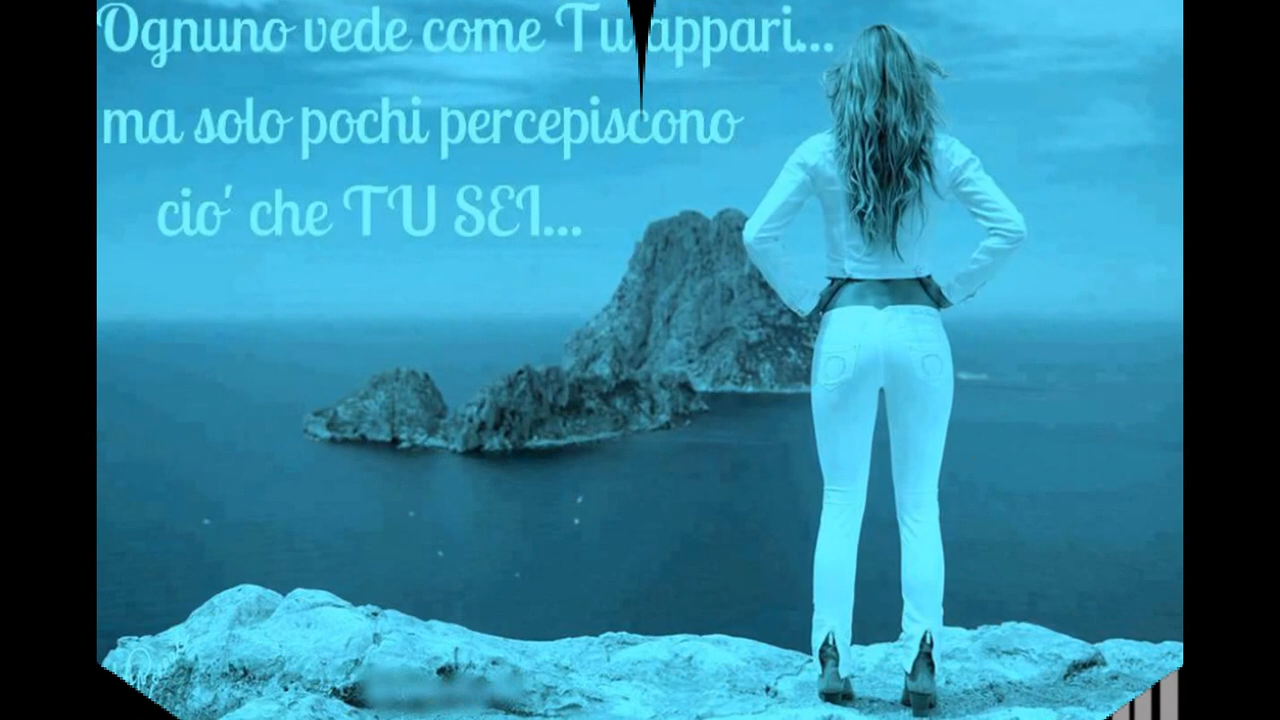 Ognuno vede come Tu appari...
ma solo pochi percepiscono
cio' che TU SEI...